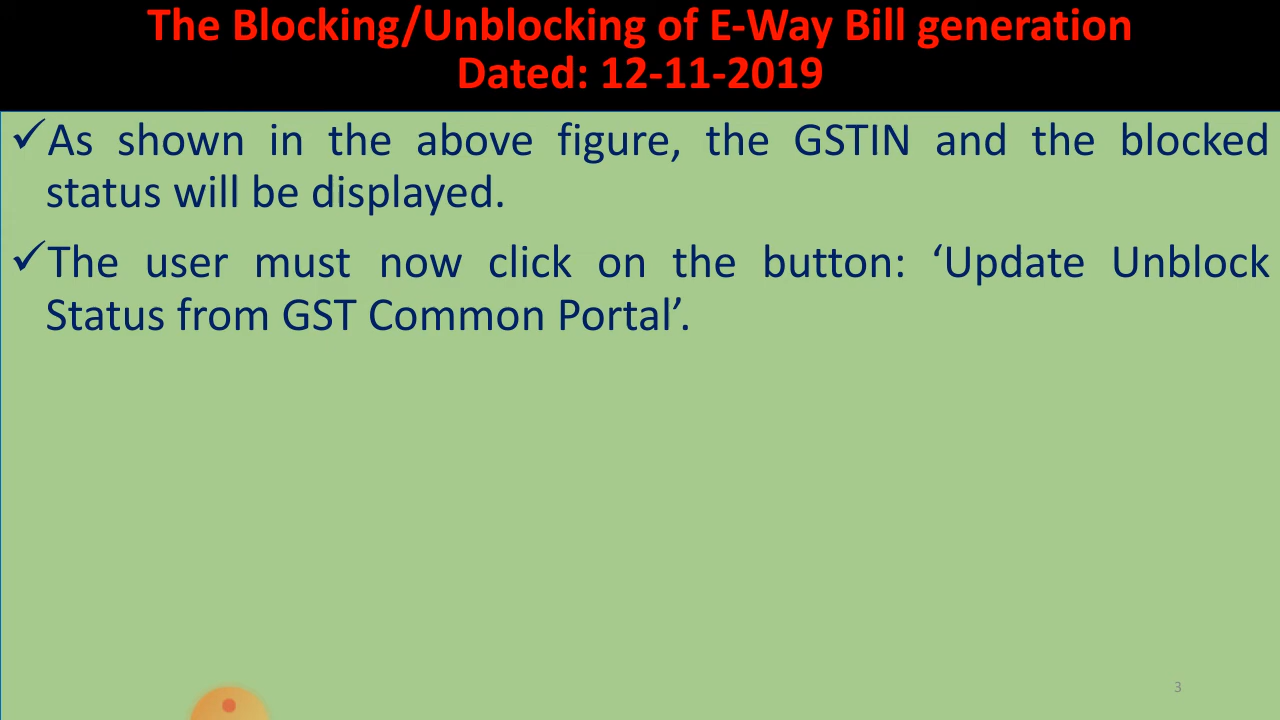 The Blocking/Unblocking of E-Way Bill generation
Dated: 12-11-2019
✓As shown in the above figure, the GSTIN and the blocked
status will be displayed.
✓The user must now click on the button: ‘Update Unblock
Status from GST Common Portal’.
3